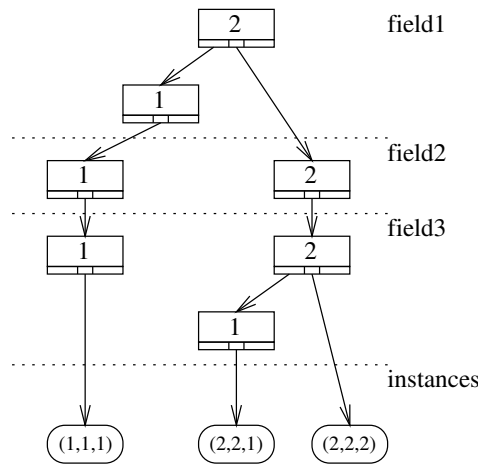 2 field1
1
field2
1 2
field3
1 2
1
instances
(1,1,1) (2,2,1) (2,2,2)